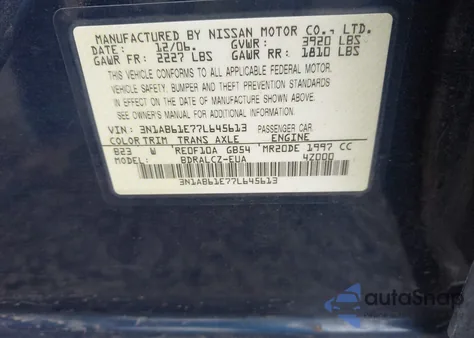 MANUFACTURED BY NISSAN MOTOR CO., LTD.
DATE: 12/06. GVWR: 3920 LBS
GAWR FR: 2227 LBS GAWR RR: 1810 LBS
THIS VEHICLE CONFORMS TO ALL APPLICABLE FEDERAL MOTOR
VEHICLE SAFETY, BUMPER AND THEFT PREVENTION STANDARDS
IN EFFECT ON THE DATE OF MANUFACTURE SHOWN ABOVE.
SEE OWNER'S MANUAL FOR ADDITIONAL INFORMATION.
VIN: 3N1AB61E77L645613 PASSENGER CAR.
COLOR TRIM TRANS AXLE ENGINE
B23 W RE0F10A GB54 MR20DE 1997 CC
MODEL: BDRALCZ-EUA 4Z000
3N1AB61E77L645613
autoSnap